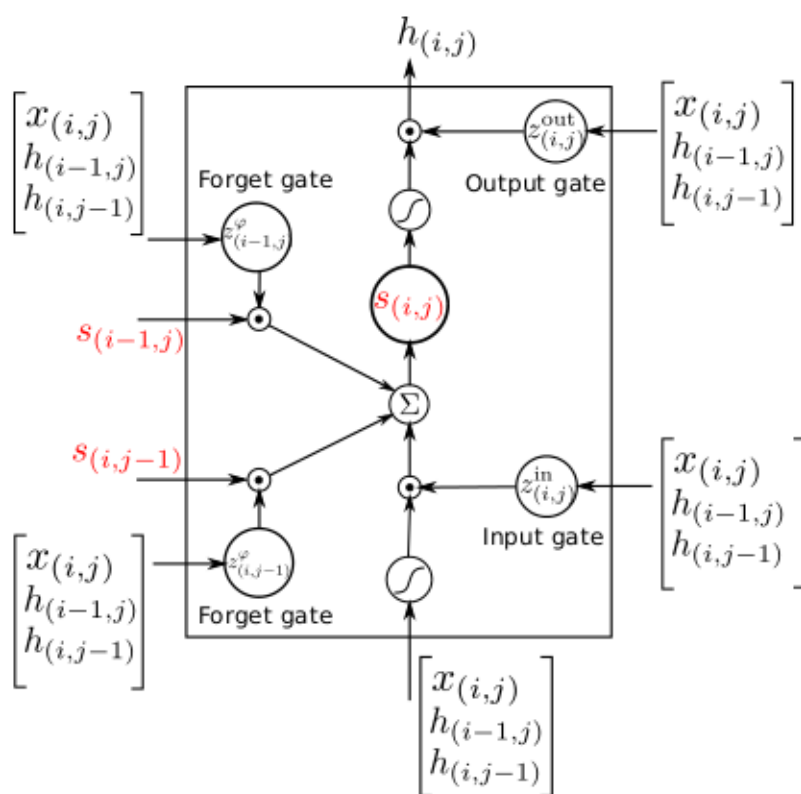 h_(i,j)
[x_(i,j)
h_(i−1,j)
h_(i,j−1)]
Forget gate
z^φ_(i−1,j)
s_(i−1,j)
s_(i,j−1)
[x_(i,j)
h_(i−1,j)
h_(i,j−1)]
z^φ_(i,j−1)
Forget gate
s_(i,j)
Σ
z^out_(i,j)
Output gate
[x_(i,j)
h_(i−1,j)
h_(i,j−1)]
z^in_(i,j)
Input gate
[x_(i,j)
h_(i−1,j)
h_(i,j−1)]
[x_(i,j)
h_(i−1,j)
h_(i,j−1)]